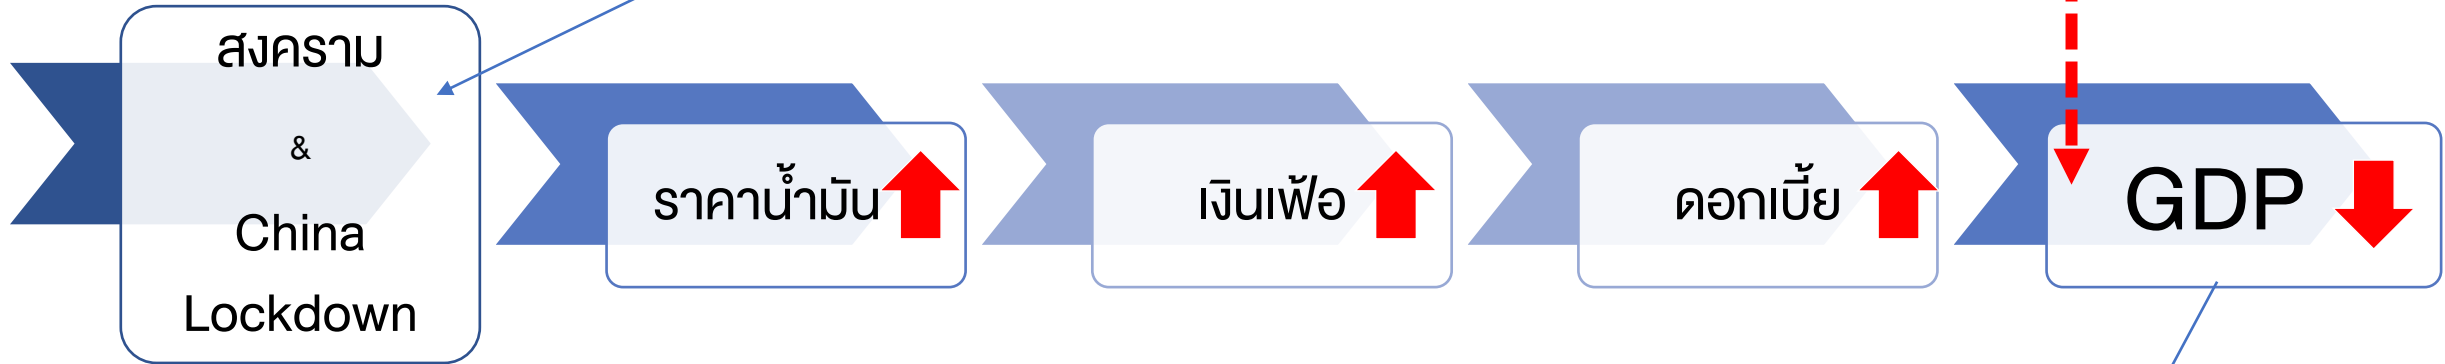 สงคราม
&
China
Lockdown
ราคาน้ำมัน
เงินเฟ้อ
ดอกเบี้ย
GDP